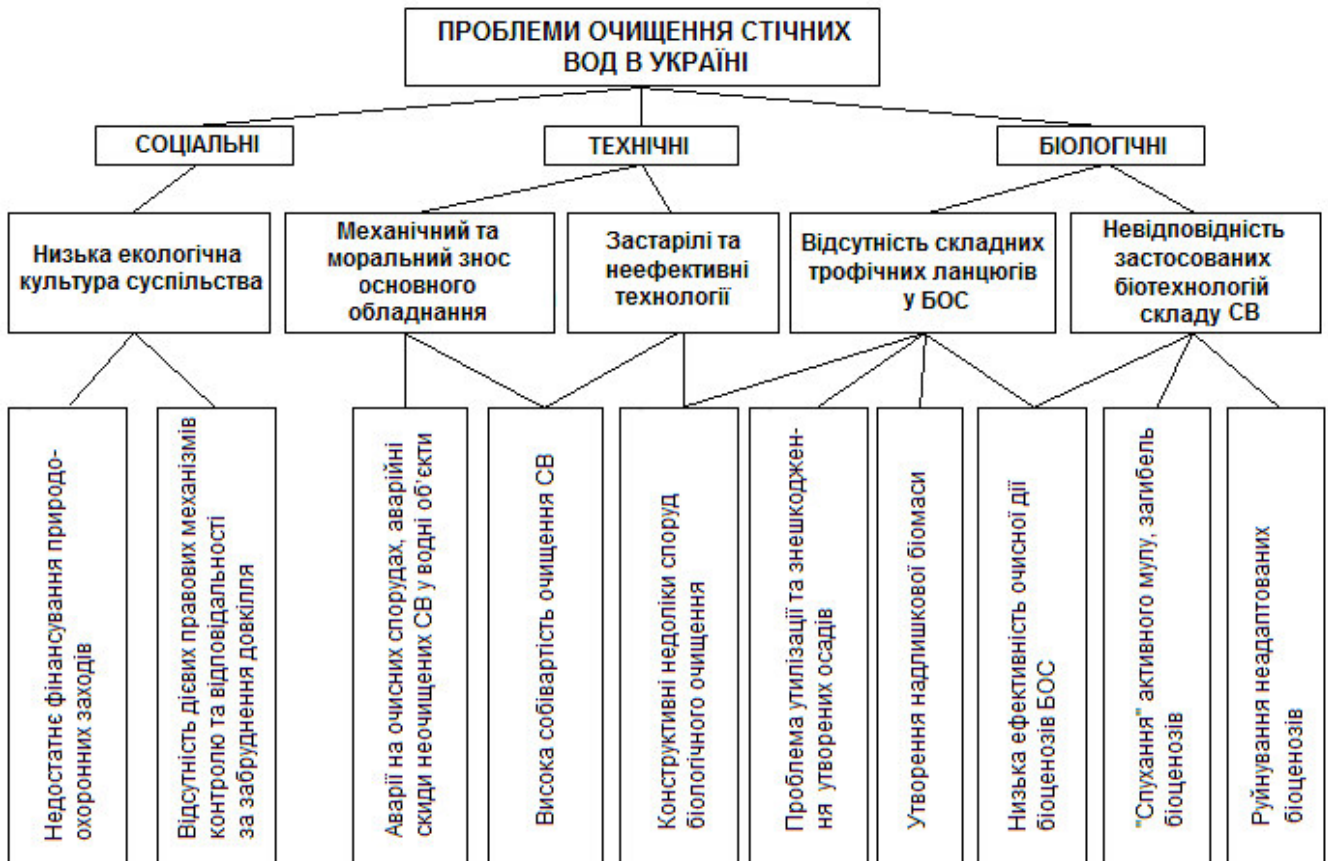 ПРОБЛЕМИ ОЧИЩЕННЯ СТІЧНИХ
ВОД В УКРАЇНІ
СОЦІАЛЬНІ
ТЕХНІЧНІ
БІОЛОГІЧНІ
Низька екологічна
культура суспільства
Механічний та
моральний знос
основного
обладнання
Застарілі та
неефективні
технології
Відсутність складних
трофічних ланцюгів
у БОС
Невідповідність
застосованих
біотехнологій
складу СВ
Недостатнє фінансування природо-
охоронних заходів
Відсутність дієвих правових механізмів
контролю та відповідальності
за забруднення довкілля
Аварії на очисних спорудах, аварійні
скиди неочищених СВ у водні об'єкти
Висока собівартість очищення СВ
Конструктивні недоліки споруд
біологічного очищення
Проблема утилізації та знешкоджен-
ня утворених осадів
Утворення надлишкової біомаси
Низька ефективність очисної дії
біоценозів БОС
"Спухання" активного мулу, загибель
біоценозів
Руйнування неадаптованих
біоценозів